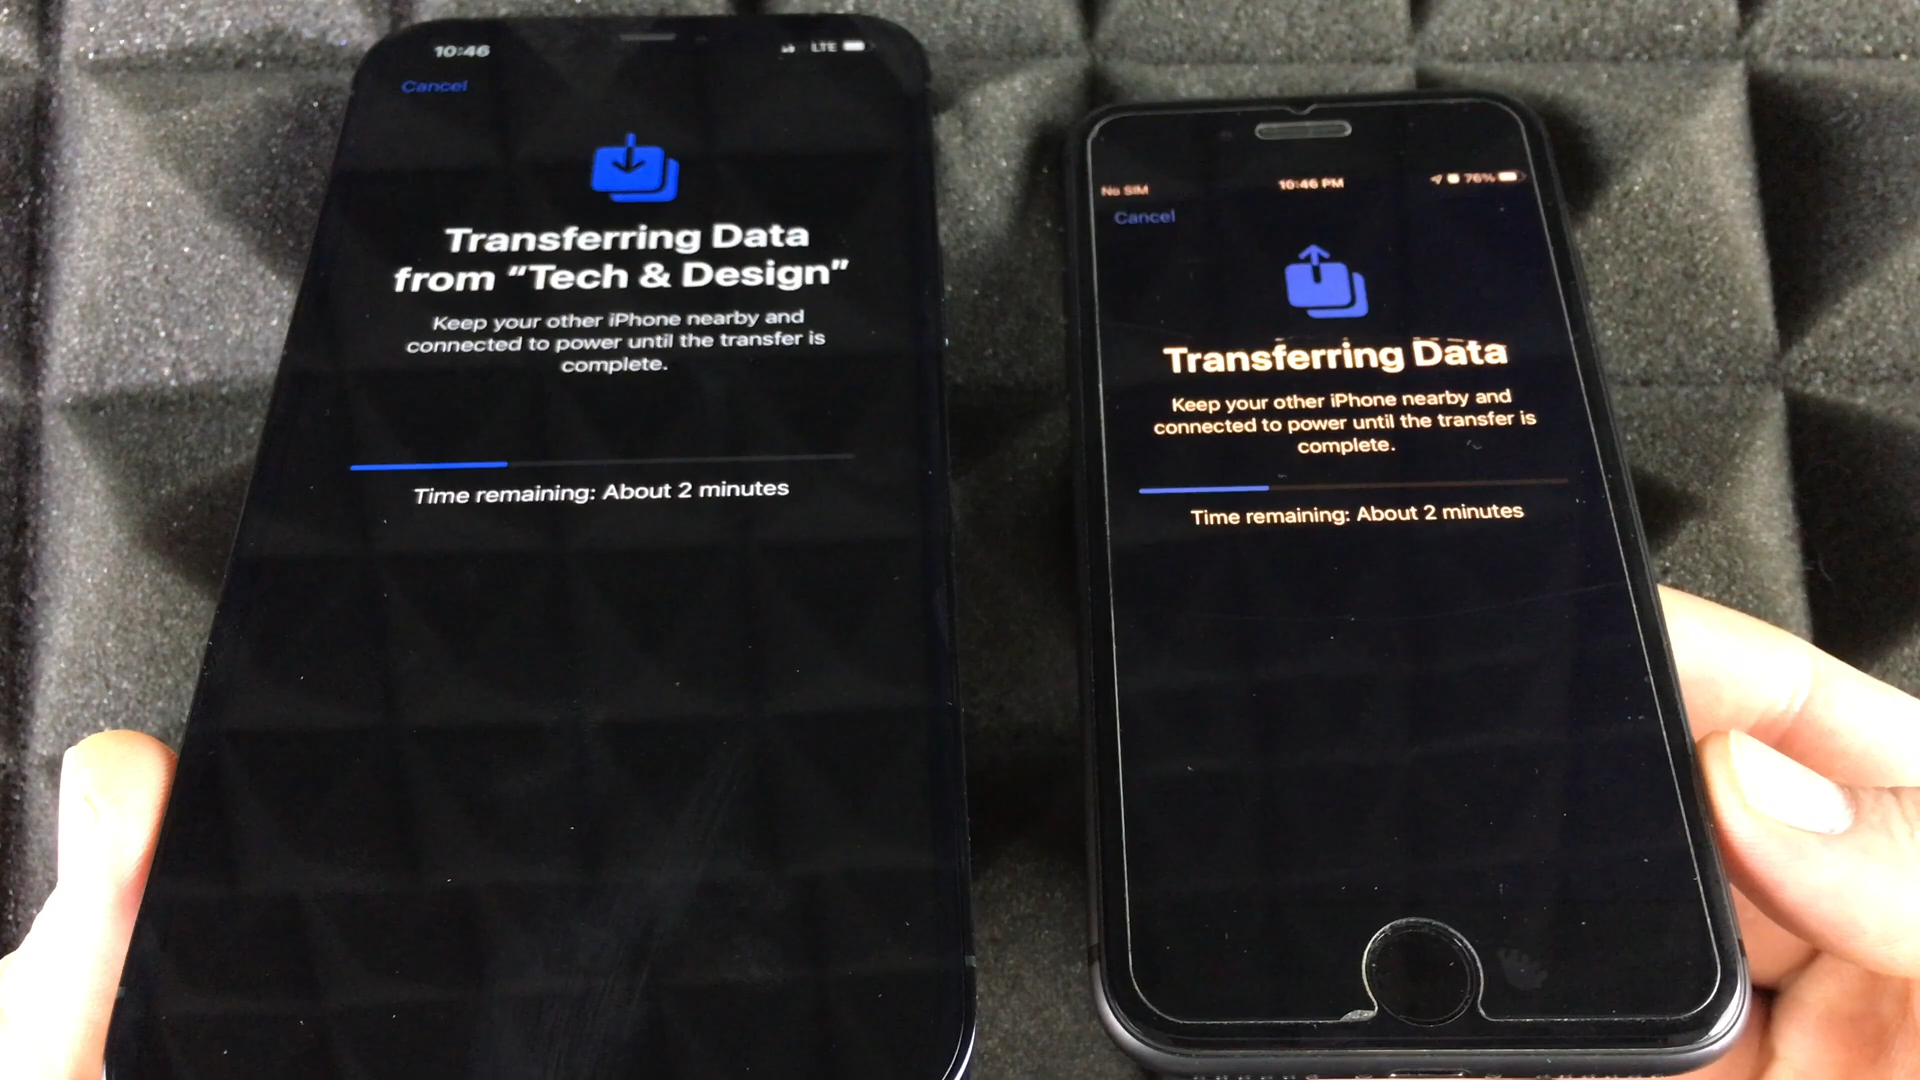 10:46
LTE
Cancel
Transferring Data
from “Tech & Design”
Keep your other iPhone nearby and
connected to power until the transfer is
complete.
Time remaining: About 2 minutes
No SIM
10:46 PM
76%
Cancel
Transferring Data
Keep your other iPhone nearby and
connected to power until the transfer is
complete.
Time remaining: About 2 minutes